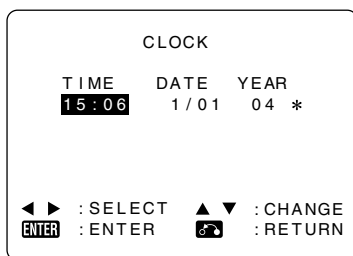 CLOCK
TIME DATE YEAR
15:06 1/01 04 *
◀ ▶ :SELECT ▲ ▼ :CHANGE
ENTER :ENTER :RETURN